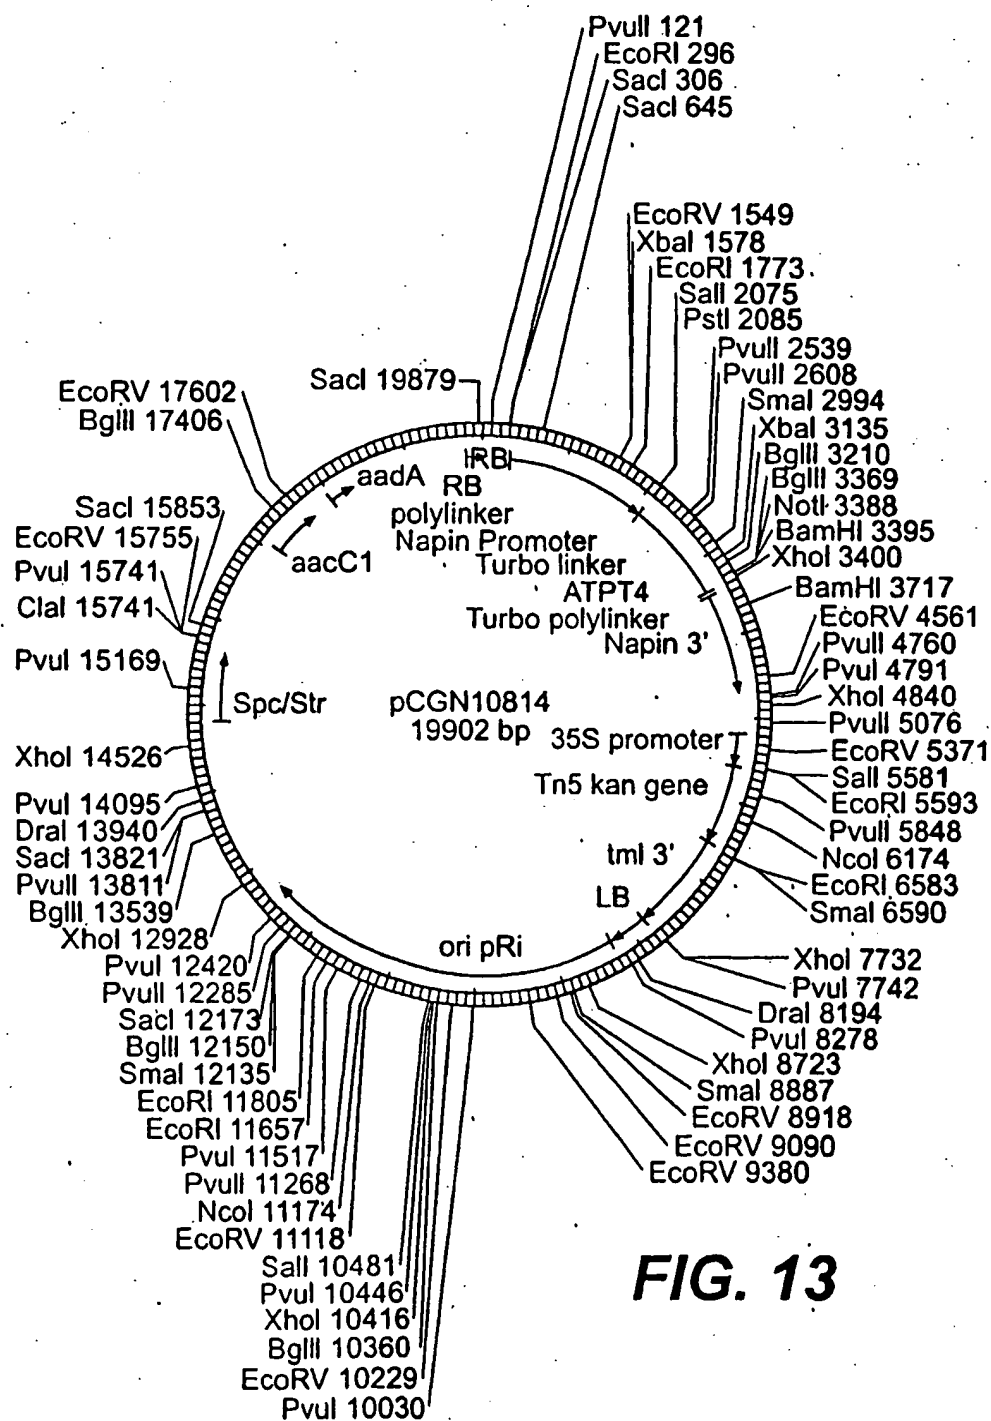 PvuII 121
EcoRI 296
SacI 306
SacI 645
EcoRV 1549
XbaI 1578
EcoRI 1773
SalI 2075
PstI 2085
PvuII 2539
PvuII 2608
SmaI 2994
XbaI 3135
BglII 3210
BglII 3369
NotI 3388
BamHI 3395
XhoI 3400
BamHI 3717
EcoRV 4561
PvuII 4760
PvuI 4791
XhoI 4840
PvuII 5076
EcoRV 5371
SalI 5581
EcoRI 5593
PvuII 5848
NcoI 6174
EcoRI 6583
SmaI 6590
XhoI 7732
PvuI 7742
DraI 8194
PvuI 8278
XhoI 8723
SmaI 8887
EcoRV 8918
EcoRV 9090
EcoRV 9380
SacI 19879
EcoRV 17602
BglII 17406
SacI 15853
EcoRV 15755
PvuI 15741
ClaI 15741
PvuI 15169
XhoI 14526
PvuI 14095
DraI 13940
SacI 13821
PvuII 13811
BglII 13539
XhoI 12928
PvuI 12420
PvuII 12285
SacI 12173
BglII 12150
SmaI 12135
EcoRI 11805
EcoRI 11657
PvuI 11517
PvuII 11268
NcoI 11174
EcoRV 11118
SalI 10481
PvuI 10446
XhoI 10416
BglII 10360
EcoRV 10229
PvuI 10030
RB
aadA
RB
polylinker
Napin Promoter
Turbo linker
ATPT4
Turbo polylinker
Napin 3'
aacC1
Spc/Str
pCGN10814
19902 bp
35S promoter
Tn5 kan gene
tml 3'
LB
ori pRi
FIG. 13